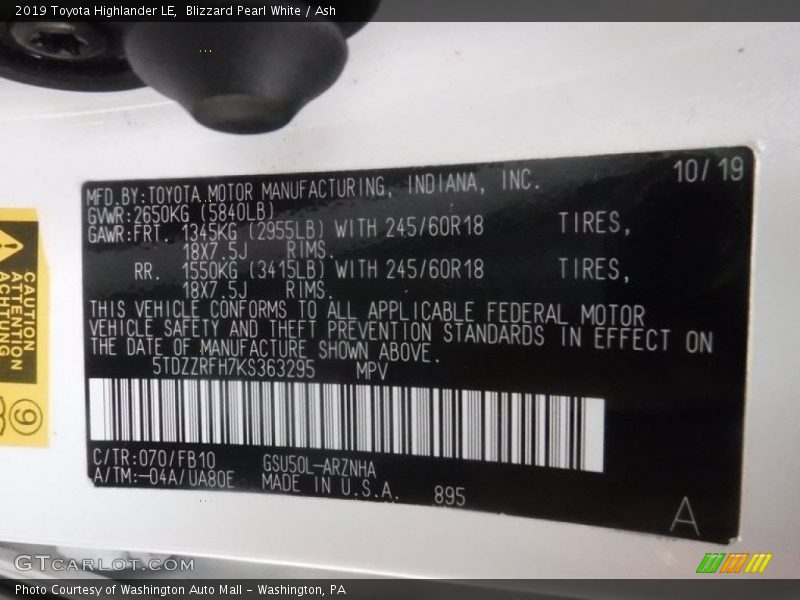 2019 Toyota Highlander LE, Blizzard Pearl White / Ash
10/19
MFD.BY:TOYOTA MOTOR MANUFACTURING, INDIANA, INC.
GVWR:2650KG (5840LB)
GAWR:FRT. 1345KG (2955LB) WITH 245/60R18 TIRES,
18X7.5J RIMS.
RR. 1550KG (3415LB) WITH 245/60R18 TIRES,
18X7.5J RIMS.
THIS VEHICLE CONFORMS TO ALL APPLICABLE FEDERAL MOTOR
VEHICLE SAFETY AND THEFT PREVENTION STANDARDS IN EFFECT ON
THE DATE OF MANUFACTURE SHOWN ABOVE.
5TDZZRFH7KS363295 MPV
C/TR:070/FB10 GSU50L-ARZNHA
A/TM:-04A/UA80E MADE IN U.S.A. 895
A
CAUTION
ATTENTION
ACHTUNG
9
GTCARLOT.COM
Photo Courtesy of Washington Auto Mall - Washington, PA